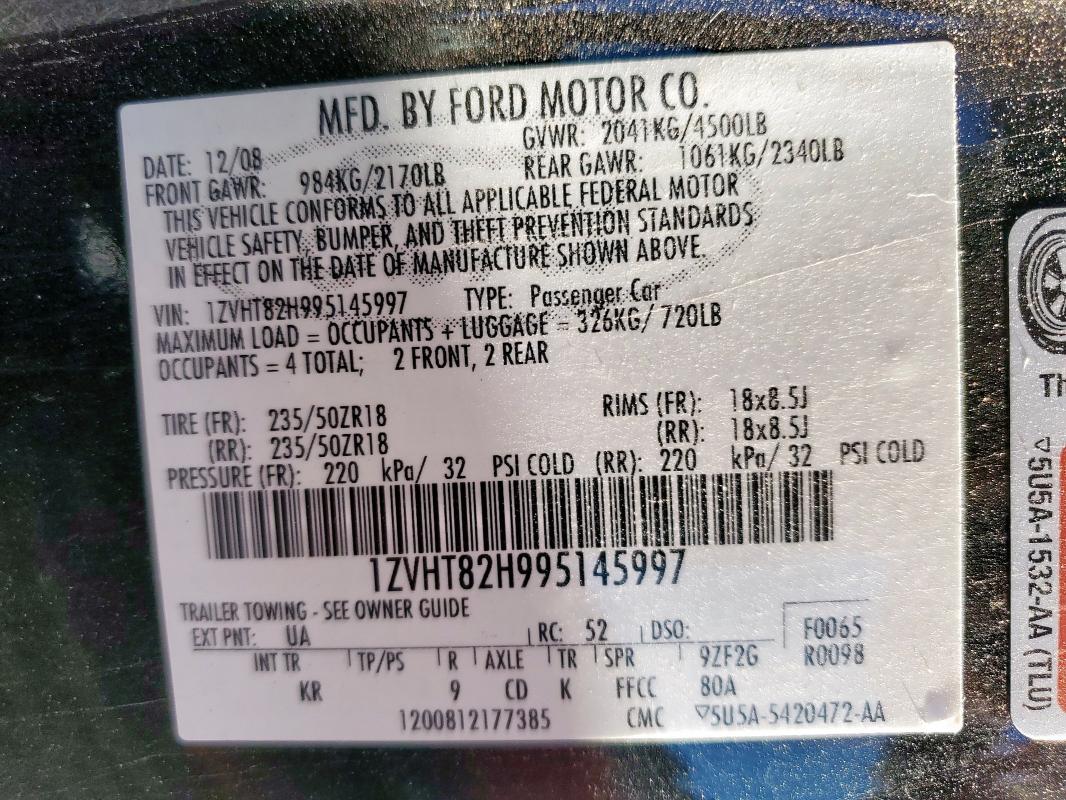 MFD. BY FORD MOTOR CO.
DATE: 12/08 GVWR: 2041KG/4500LB
FRONT GAWR: 984KG/2170LB REAR GAWR: 1061KG/2340LB
THIS VEHICLE CONFORMS TO ALL APPLICABLE FEDERAL MOTOR
VEHICLE SAFETY, BUMPER, AND THEFT PREVENTION STANDARDS
IN EFFECT ON THE DATE OF MANUFACTURE SHOWN ABOVE.
VIN: 1ZVHT82H995145997 TYPE: Passenger Car
MAXIMUM LOAD = OCCUPANTS + LUGGAGE = 326KG/720LB
OCCUPANTS = 4 TOTAL; 2 FRONT, 2 REAR
TIRE (FR): 235/50ZR18 RIMS (FR): 18x8.5J
(RR): 235/50ZR18 (RR): 18x8.5J
PRESSURE (FR): 220 kPa/ 32 PSI COLD (RR): 220 kPa/ 32 PSI COLD
1ZVHT82H995145997
TRAILER TOWING - SEE OWNER GUIDE
EXT PNT: UA RC: 52 DSO: F0065
INT TR TP/PS R AXLE TR SPR 9ZF2G R0098
KR 9 CD K FFCC 80A
1200812177385 CMC ▽5U5A-5420472-AA
Th
▽5U5A-1532-AA (TLU)